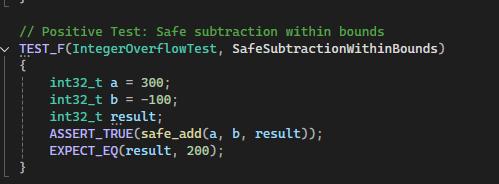 }
// Positive Test: Safe subtraction within bounds
TEST_F(IntegerOverflowTest, SafeSubtractionWithinBounds)
{
    int32_t a = 300;
    int32_t b = -100;
    int32_t result;
    ASSERT_TRUE(safe_add(a, b, result));
    EXPECT_EQ(result, 200);
}